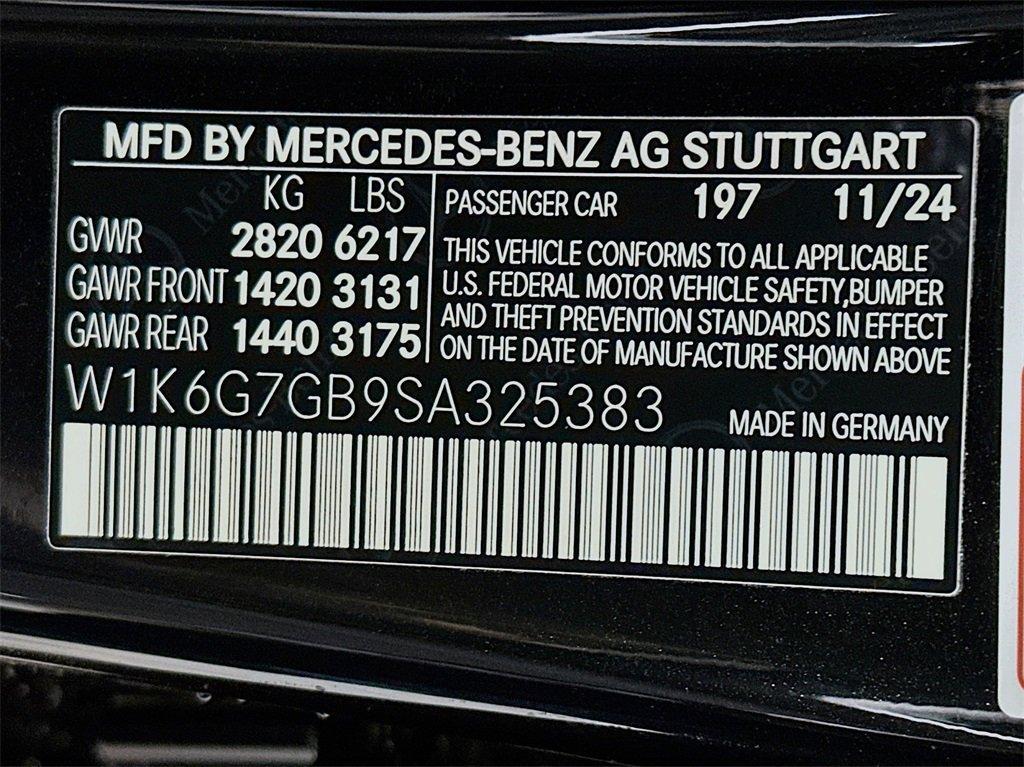 MFD BY MERCEDES-BENZ AG STUTTGART
KG LBS
GVWR 2820 6217
GAWR FRONT 1420 3131
GAWR REAR 1440 3175
PASSENGER CAR 197 11/24
THIS VEHICLE CONFORMS TO ALL APPLICABLE
U.S. FEDERAL MOTOR VEHICLE SAFETY,BUMPER
AND THEFT PREVENTION STANDARDS IN EFFECT
ON THE DATE OF MANUFACTURE SHOWN ABOVE
W1K6G7GB9SA325383
MADE IN GERMANY